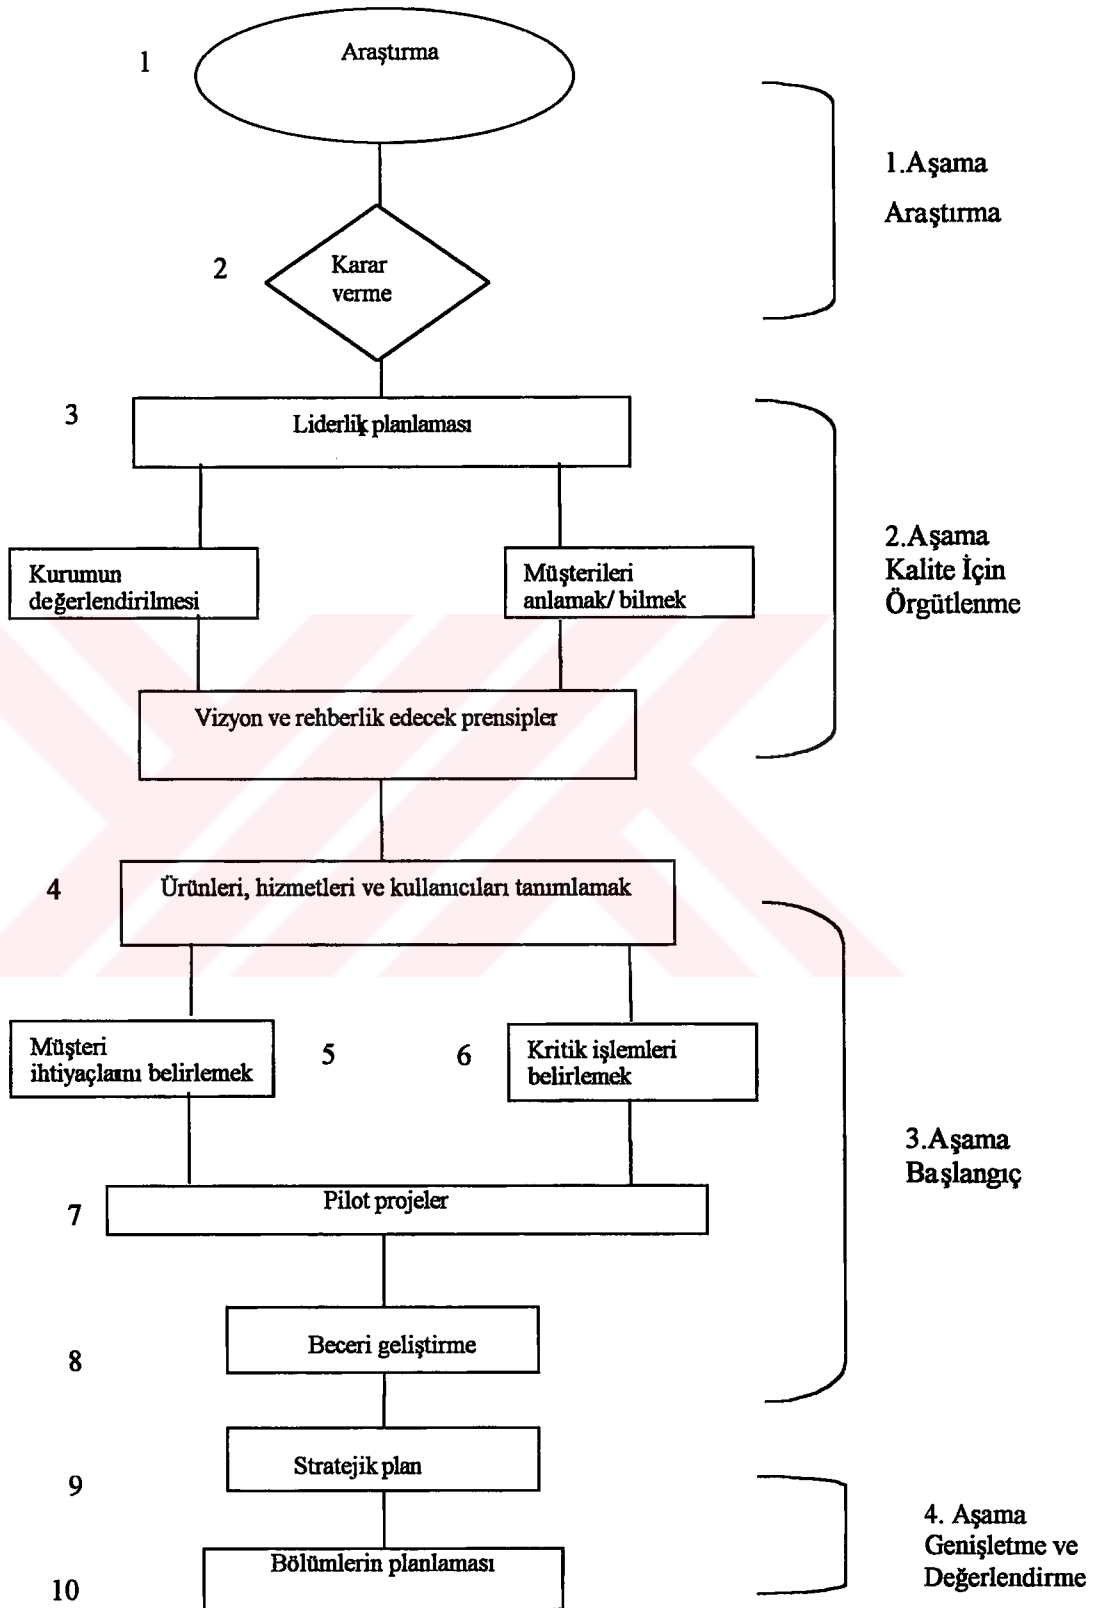 1
Araştırma
1.Aşama
Araştırma
2
Karar
verme
3
Liderlik planlaması
Kurumun
değerlendirilmesi
Müşterileri
anlamak/ bilmek
2.Aşama
Kalite İçin
Örgütlenme
Vizyon ve rehberlik edecek prensipler
4
Ürünleri, hizmetleri ve kullanıcıları tanımlamak
Müşteri
ihtiyaçlarını belirlemek
5
6
Kritik işlemleri
belirlemek
3.Aşama
Başlangıç
7
Pilot projeler
8
Beceri geliştirme
9
Stratejik plan
4. Aşama
Genişletme ve
Değerlendirme
10
Bölümlerin planlaması